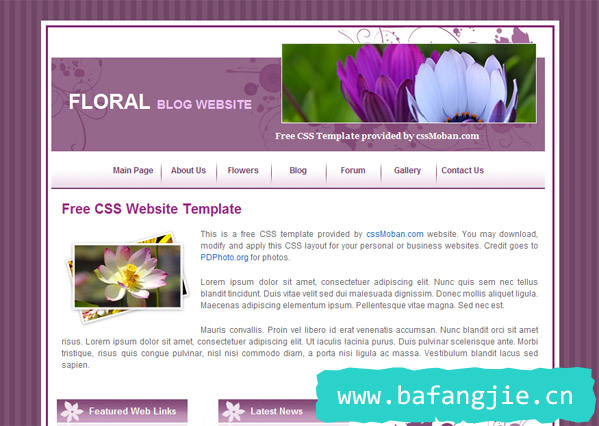 FLORAL BLOG WEBSITE
Free CSS Template provided by cssMoban.com
Main Page About Us Flowers Blog Forum Gallery Contact Us
Free CSS Website Template
This is a free CSS template provided by cssMoban.com website. You may download,
modify and apply this CSS layout for your personal or business websites. Credit goes to
PDPhoto.org for photos.
Lorem ipsum dolor sit amet, consectetuer adipiscing elit. Nunc quis sem nec tellus
blandit tincidunt. Duis vitae velit sed dui malesuada dignissim. Donec mollis aliquet ligula.
Maecenas adipiscing elementum ipsum. Pellentesque vitae magna. Sed nec est.
Mauris convallis. Proin vel libero id erat venenatis accumsan. Nunc blandit orci sit amet
risus. Lorem ipsum dolor sit amet, consectetuer adipiscing elit. Ut iaculis lacinia purus. Duis pulvinar scelerisque ante. Morbi
tristique, risus quis congue pulvinar, nisl nisi commodo diam, a porta nisi ligula ac massa. Vestibulum blandit lacus sed
sapien.
Featured Web Links
Latest News
www.bafangjie.cn